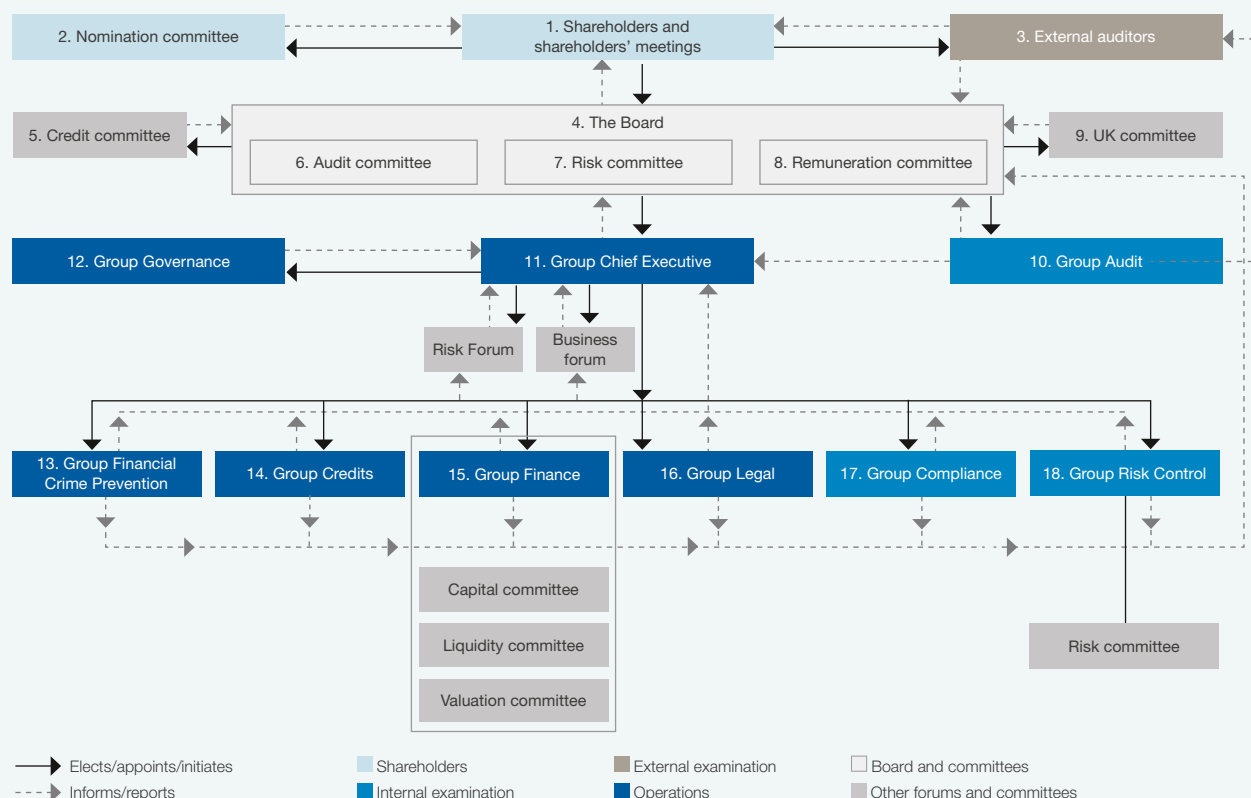 2. Nomination committee
1. Shareholders and
shareholders’ meetings
3. External auditors
5. Credit committee
4. The Board
6. Audit committee
7. Risk committee
8. Remuneration committee
9. UK committee
12. Group Governance
11. Group Chief Executive
10. Group Audit
Risk Forum
Business
forum
13. Group Financial
Crime Prevention
14. Group Credits
15. Group Finance
16. Group Legal
17. Group Compliance
18. Group Risk Control
Capital committee
Liquidity committee
Valuation committee
Risk committee
Elects/appoints/initiates
Shareholders
External examination
Board and committees
Informs/reports
Internal examination
Operations
Other forums and committees